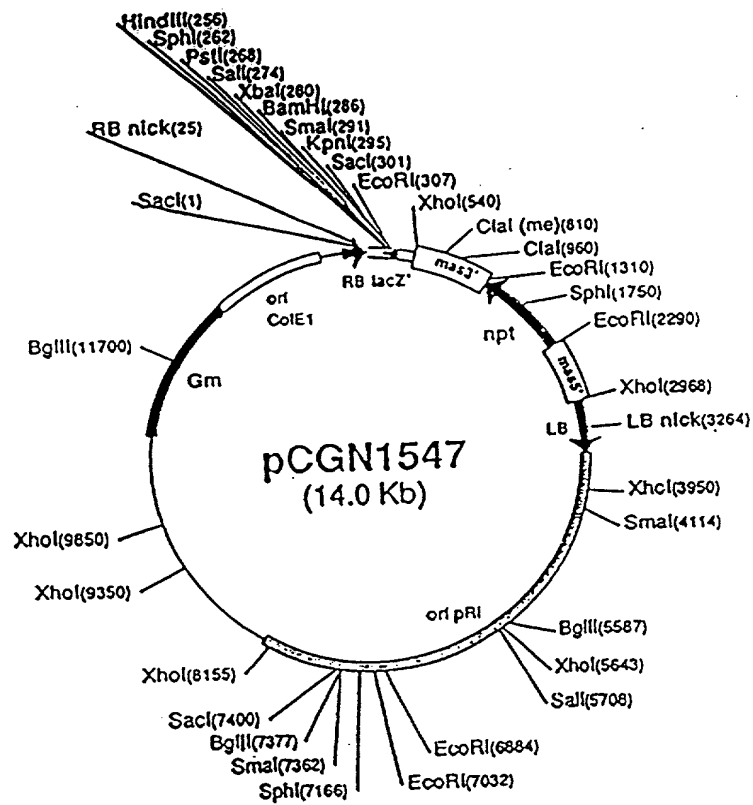 HindIII(256)
SphI(262)
PstI(268)
SalI(274)
XbaI(280)
BamHI(286)
SmaI(291)
KpnI(295)
SacI(301)
EcoRI(307)
RB nick(25)
SacI(1)
XhoI(540)
ClaI (me)(810)
ClaI(960)
EcoRI(1310)
SphI(1750)
EcoRI(2290)
XhoI(2968)
LB nick(3264)
XhoI(3950)
SmaI(4114)
BglII(5587)
XhoI(5643)
SalI(5708)
EcoRI(6884)
EcoRI(7032)
SphI(7166)
SmaI(7362)
BglII(7377)
SacI(7400)
XhoI(8155)
XhoI(9350)
XhoI(9850)
BglII(11700)
Gm
ori
ColE1
RB lacZ'
mas3'
npt
mas5'
LB
ori pRI
pCGN1547
(14.0 Kb)